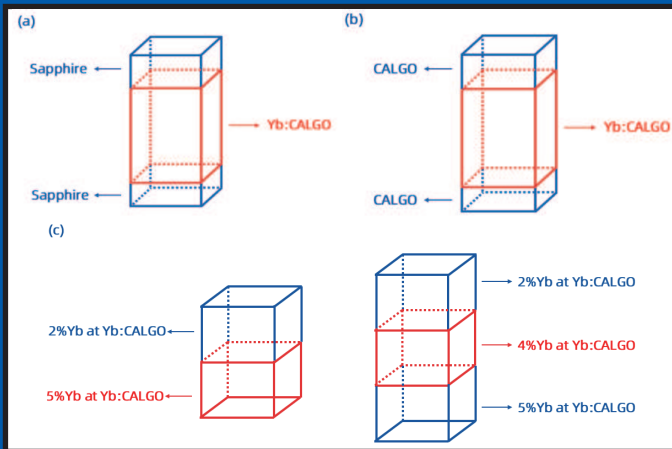 (a)
Sapphire
Yb:CALGO
Sapphire
(b)
CALGO
Yb:CALGO
CALGO
(c)
2%Yb at Yb:CALGO
5%Yb at Yb:CALGO
2%Yb at Yb:CALGO
4%Yb at Yb:CALGO
5%Yb at Yb:CALGO